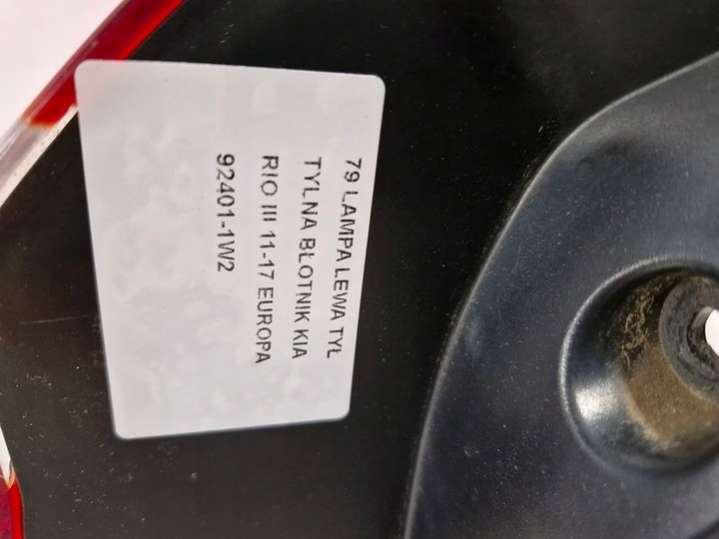 79 LAMPA LEWA TYŁ
TYLNA BŁOTNIK KIA
RIO III 11-17 EUROPA
92401-1W2